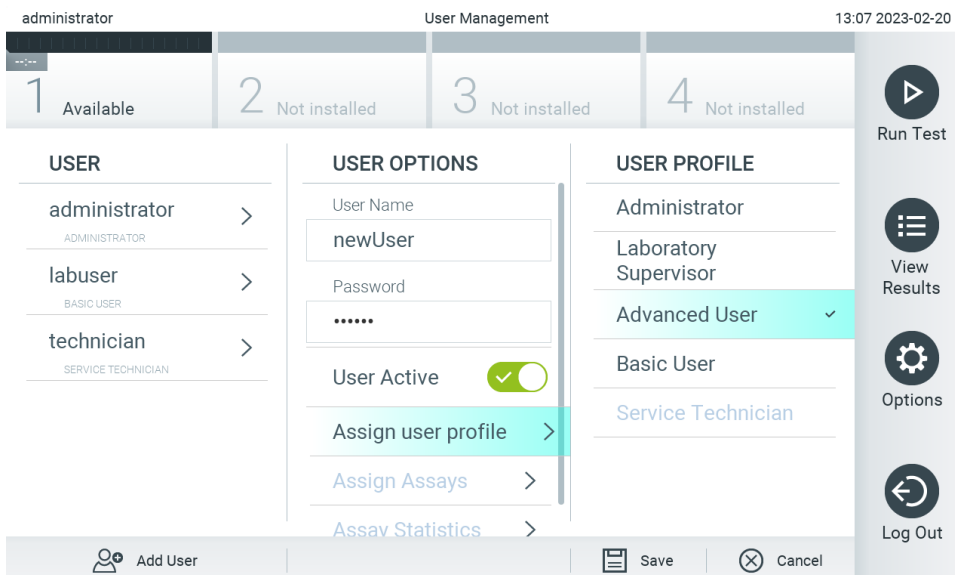 administrator
User Management
13:07 2023-02-20
--:--
1 Available
2 Not installed
3 Not installed
4 Not installed
USER
administrator
ADMINISTRATOR
labuser
BASIC USER
technician
SERVICE TECHNICIAN
USER OPTIONS
User Name
newUser
Password
••••••
User Active
Assign user profile
Assign Assays
Assay Statistics
USER PROFILE
Administrator
Laboratory
Supervisor
Advanced User
Basic User
Service Technician
Run Test
View
Results
Options
Log Out
Add User
Save
Cancel